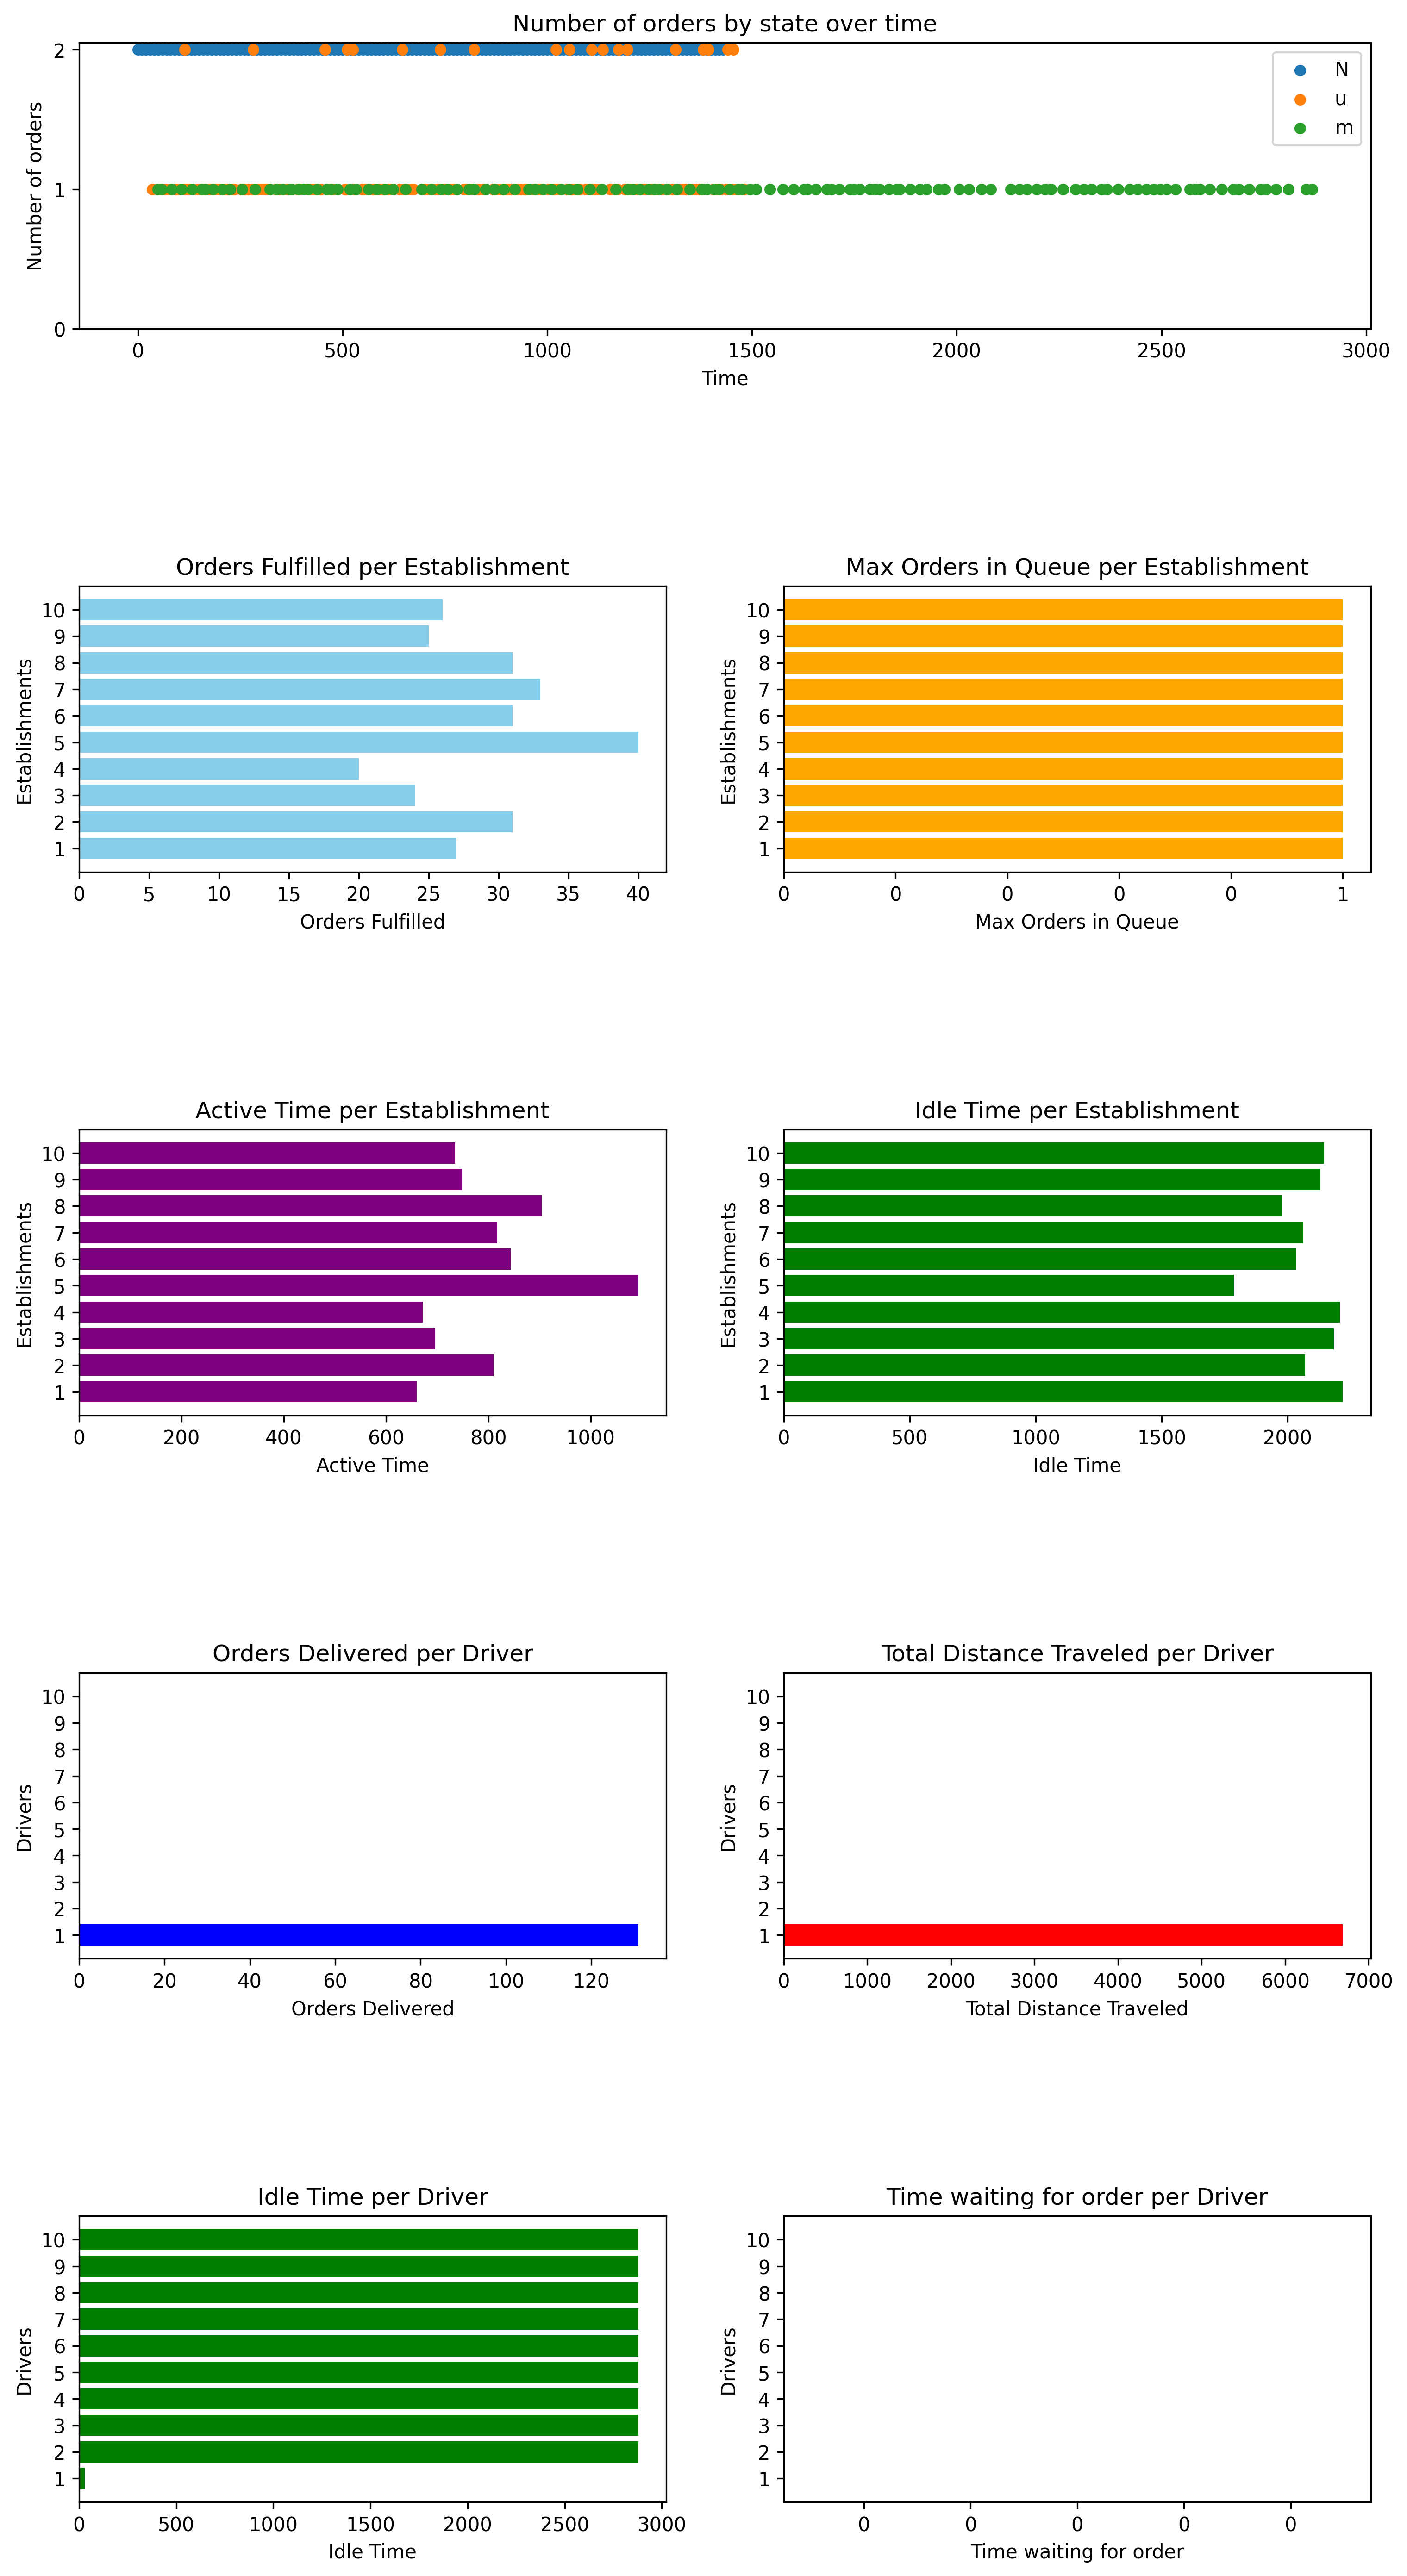 Number of orders by state over time
2
1
0
Number of orders
N
u
m
0 500 1000 1500 2000 2500 3000
Time
Orders Fulfilled per Establishment
10
9
8
7
6
5
4
3
2
1
Establishments
0 5 10 15 20 25 30 35 40
Orders Fulfilled
Max Orders in Queue per Establishment
10
9
8
7
6
5
4
3
2
1
Establishments
0 0 0 0 0 1
Max Orders in Queue
Active Time per Establishment
10
9
8
7
6
5
4
3
2
1
Establishments
0 200 400 600 800 1000
Active Time
Idle Time per Establishment
10
9
8
7
6
5
4
3
2
1
Establishments
0 500 1000 1500 2000
Idle Time
Orders Delivered per Driver
10
9
8
7
6
5
4
3
2
1
Drivers
0 20 40 60 80 100 120
Orders Delivered
Total Distance Traveled per Driver
10
9
8
7
6
5
4
3
2
1
Drivers
0 1000 2000 3000 4000 5000 6000 7000
Total Distance Traveled
Idle Time per Driver
10
9
8
7
6
5
4
3
2
1
Drivers
0 500 1000 1500 2000 2500 3000
Idle Time
Time waiting for order per Driver
10
9
8
7
6
5
4
3
2
1
Drivers
0 0 0 0 0
Time waiting for order